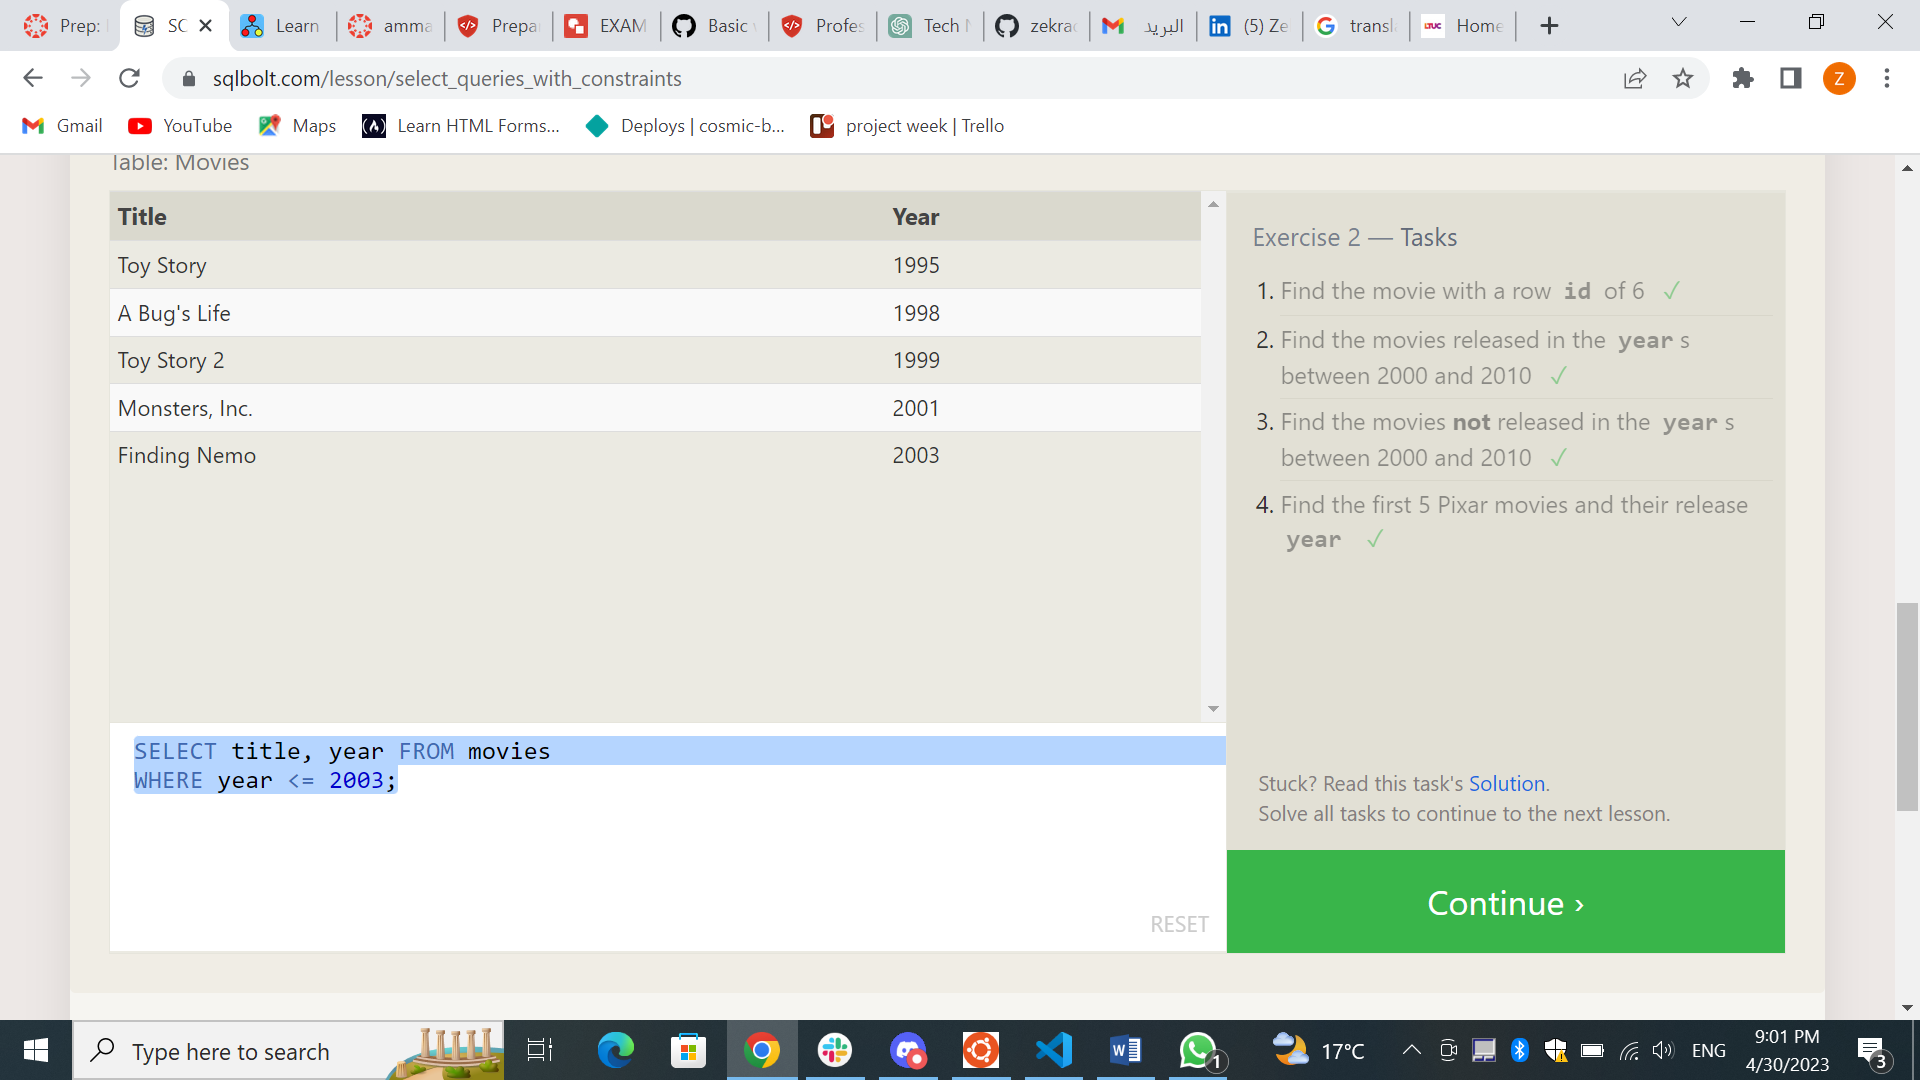 Prep:
SC
Learn
amma
Prepar
EXAM
Basic
Profes
Tech
zekra
البريد
(5) Ze
transla
Home
sqlbolt.com/lesson/select_queries_with_constraints
Z
Gmail
YouTube
Maps
Learn HTML Forms...
Deploys | cosmic-b...
project week | Trello
Table: Movies
Title Year
Toy Story 1995
A Bug's Life 1998
Toy Story 2 1999
Monsters, Inc. 2001
Finding Nemo 2003
SELECT title, year FROM movies
WHERE year <= 2003;
RESET
Exercise 2 — Tasks
1. Find the movie with a row id of 6 ✓
2. Find the movies released in the year s
between 2000 and 2010 ✓
3. Find the movies not released in the year s
between 2000 and 2010 ✓
4. Find the first 5 Pixar movies and their release
year ✓
Stuck? Read this task's Solution.
Solve all tasks to continue to the next lesson.
Continue ›
Type here to search
1
17°C
ENG
9:01 PM
4/30/2023
3